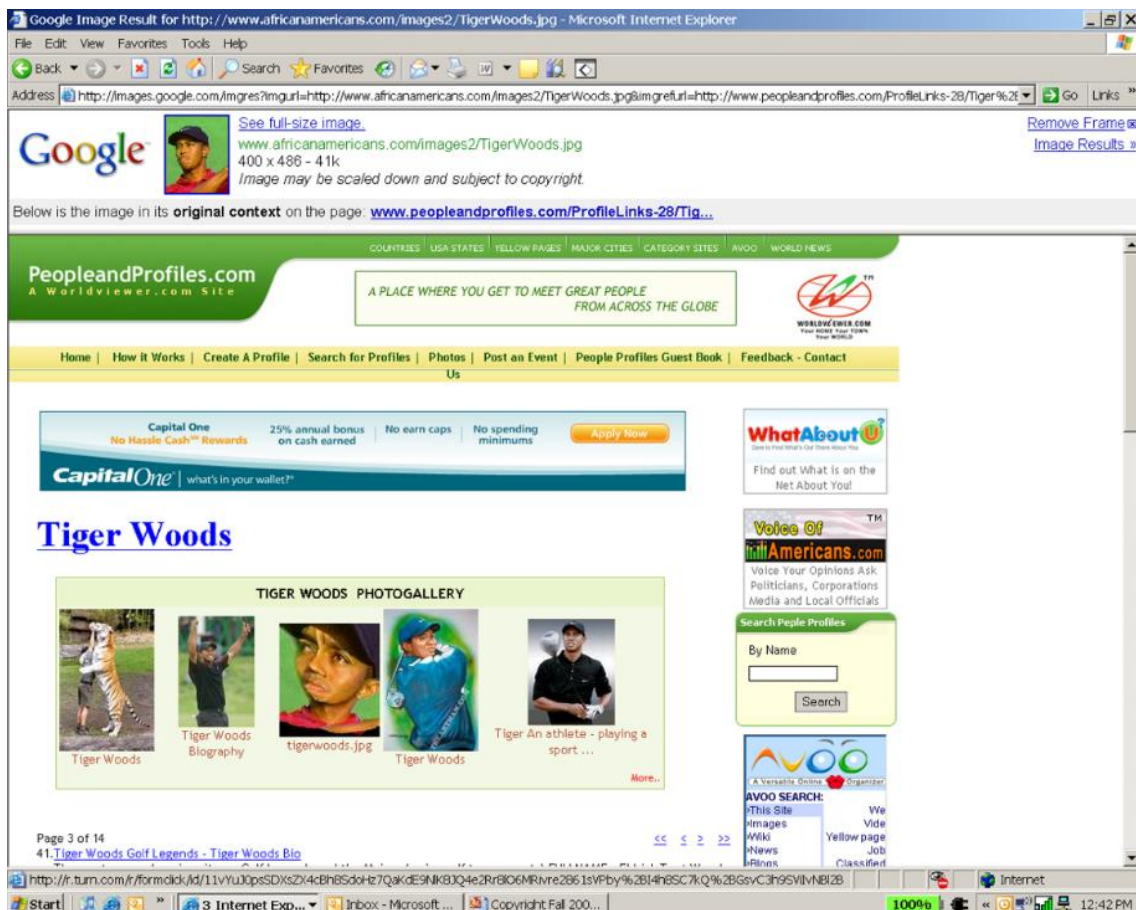 Google Image Result for http://www.africanamericans.com/images2/TigerWoods.jpg - Microsoft Internet Explorer
File Edit View Favorites Tools Help
Back Search Favorites
Address http://images.google.com/imgres?imgurl=http://www.africanamericans.com/images2/TigerWoods.jpg&imgrefurl=http://www.peopleandprofiles.com/ProfileLinks-28/Tiger%2 Go Links »
Google
See full-size image.
www.africanamericans.com/images2/TigerWoods.jpg
400 x 486 - 41k
Image may be scaled down and subject to copyright.
Remove Frame
Image Results »
Below is the image in its original context on the page: www.peopleandprofiles.com/ProfileLinks-28/Tig...
COUNTRIES USA STATES YELLOW PAGES MAJOR CITIES CATEGORY SITES AVOO WORLD NEWS
PeopleandProfiles.com
A Worldviewer.com Site
A PLACE WHERE YOU GET TO MEET GREAT PEOPLE
FROM ACROSS THE GLOBE
TM
WORLDVIEWER.COM
Your HOME Your TOWN
Your WORLD
Home | How it Works | Create A Profile | Search for Profiles | Photos | Post an Event | People Profiles Guest Book | Feedback - Contact
Us
Capital One
No Hassle Cash℠ Rewards
25% annual bonus
on cash earned
No earn caps
No spending
minimums
Apply Now
Capital One® | what's in your wallet?®
WhatAboutU?
Find out What is on the
Net About You!
Tiger Woods
Voice Of TM
Americans.com
Voice Your Opinions Ask
Politicians, Corporations
Media and Local Officials
TIGER WOODS PHOTOGALLERY
Tiger Woods
Tiger Woods
Biography
tigerwoods.jpg
Tiger Woods
Tiger An athlete - playing a
sport ...
More..
Search Peple Profiles
By Name
Search
AVOO
A Versatile Online Organizer
AVOO SEARCH:
»This Site We
»Images Vide
»Wiki Yellow page
»News Job
»Blogs Classified
Page 3 of 14
<< < > >>
41.Tiger Woods Golf Legends - Tiger Woods Bio
Internet
Start » 3 Internet Exp... Inbox - Microsoft ... Copyright Fall 200... 100% « 12:42 PM